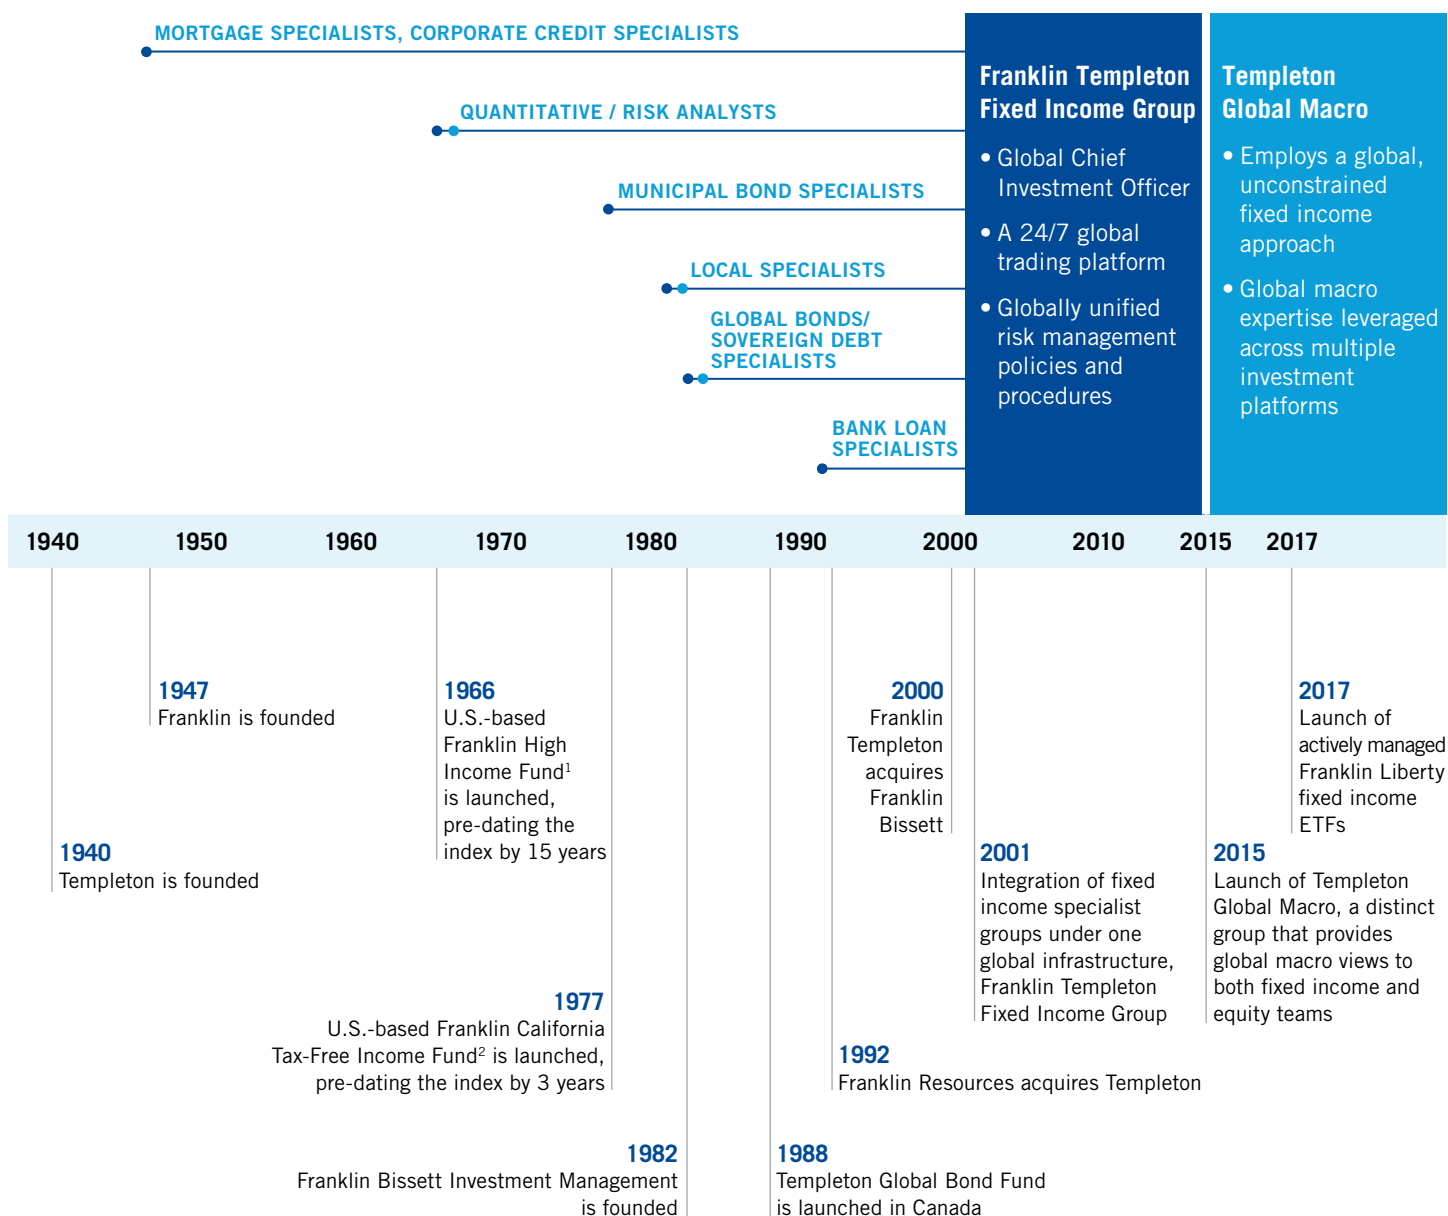 MORTGAGE SPECIALISTS, CORPORATE CREDIT SPECIALISTS
QUANTITATIVE / RISK ANALYSTS
MUNICIPAL BOND SPECIALISTS
LOCAL SPECIALISTS
GLOBAL BONDS/
SOVEREIGN DEBT
SPECIALISTS
BANK LOAN
SPECIALISTS
Franklin Templeton
Fixed Income Group
• Global Chief
Investment Officer
• A 24/7 global
trading platform
• Globally unified
risk management
policies and
procedures
Templeton
Global Macro
• Employs a global,
unconstrained
fixed income
approach
• Global macro
expertise leveraged
across multiple
investment
platforms
1940 1950 1960 1970 1980 1990 2000 2010 2015 2017
1947
Franklin is founded
1940
Templeton is founded
1966
U.S.-based
Franklin High
Income Fund1
is launched,
pre-dating the
index by 15 years
1977
U.S.-based Franklin California
Tax-Free Income Fund2 is launched,
pre-dating the index by 3 years
1982
Franklin Bissett Investment Management
is founded
1988
Templeton Global Bond Fund
is launched in Canada
1992
Franklin Resources acquires Templeton
2000
Franklin
Templeton
acquires
Franklin
Bissett
2001
Integration of fixed
income specialist
groups under one
global infrastructure,
Franklin Templeton
Fixed Income Group
2015
Launch of Templeton
Global Macro, a distinct
group that provides
global macro views to
both fixed income and
equity teams
2017
Launch of
actively managed
Franklin Liberty
fixed income
ETFs